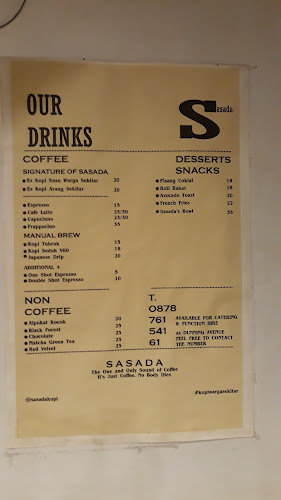 OUR
DRINKS
Sasada
COFFEE
SIGNATURE OF SASADA
Es Kopi Susu Warga Sekitar 20
Es Kopi Arang Sekitar 20
Espresso 15
Cafe Latte 25/30
Capucino 25/30
Frappucino 35
MANUAL BREW
Kopi Tubruk 15
Kopi Seduh V60 18
Japanese Drip 20
ADDITIONAL +
One Shot Espresso 5
Double Shot Espresso 10
DESSERTS
SNACKS
Pisang Coklat 18
Roti Bakar 18
Avocado Toast 20
French Fries 22
Sasada's Bowl 35
NON
COFFEE
Alpukat Kocok 20
Black Forest 25
Chocolate 25
Matcha Green Tea 25
Red Velvet 25
T.
0878
761
541
61
AVAILABLE FOR CATERING
& FUNCTION HIRE
as DUMMING AVENUE
FEEL FREE TO CONTACT
THE NUMBER
SASADA
The One and Only Sound of Coffee
It's Just Coffee, No Body Dies
@sasadakopi
#kopiwargasekitar